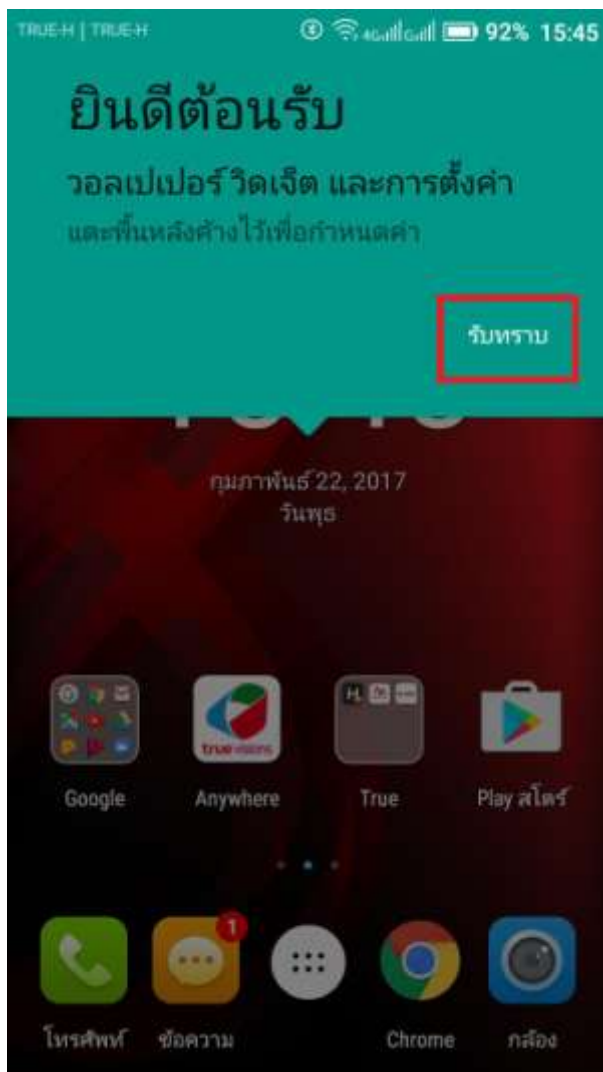 TRUE-H | TRUE-H 4G G 92% 15:45
ยินดีต้อนรับ
วอลเปเปอร์ วิดเจ็ต และการตั้งค่า
แตะพื้นหลังค้างไว้เพื่อกำหนดค่า
รับทราบ
กุมภาพันธ์ 22, 2017
วันพุธ
truevisions
Google Anywhere True Play สโตร์
1
โทรศัพท์ ข้อความ Chrome กล้อง